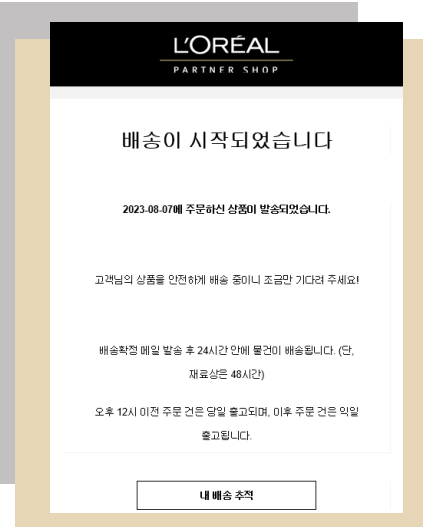 L'ORÉAL
PARTNER SHOP
배송이 시작되었습니다
2023-08-07에 주문하신 상품이 발송되었습니다.
고객님의 상품을 안전하게 배송 중이니 조금만 기다려 주세요!
배송확정 메일 발송 후 24시간 안에 물건이 배송됩니다. (단,
재료상은 48시간)
오후 12시 이전 주문 건은 당일 출고되며, 이후 주문 건은 익일
출고됩니다.
내 배송 추적